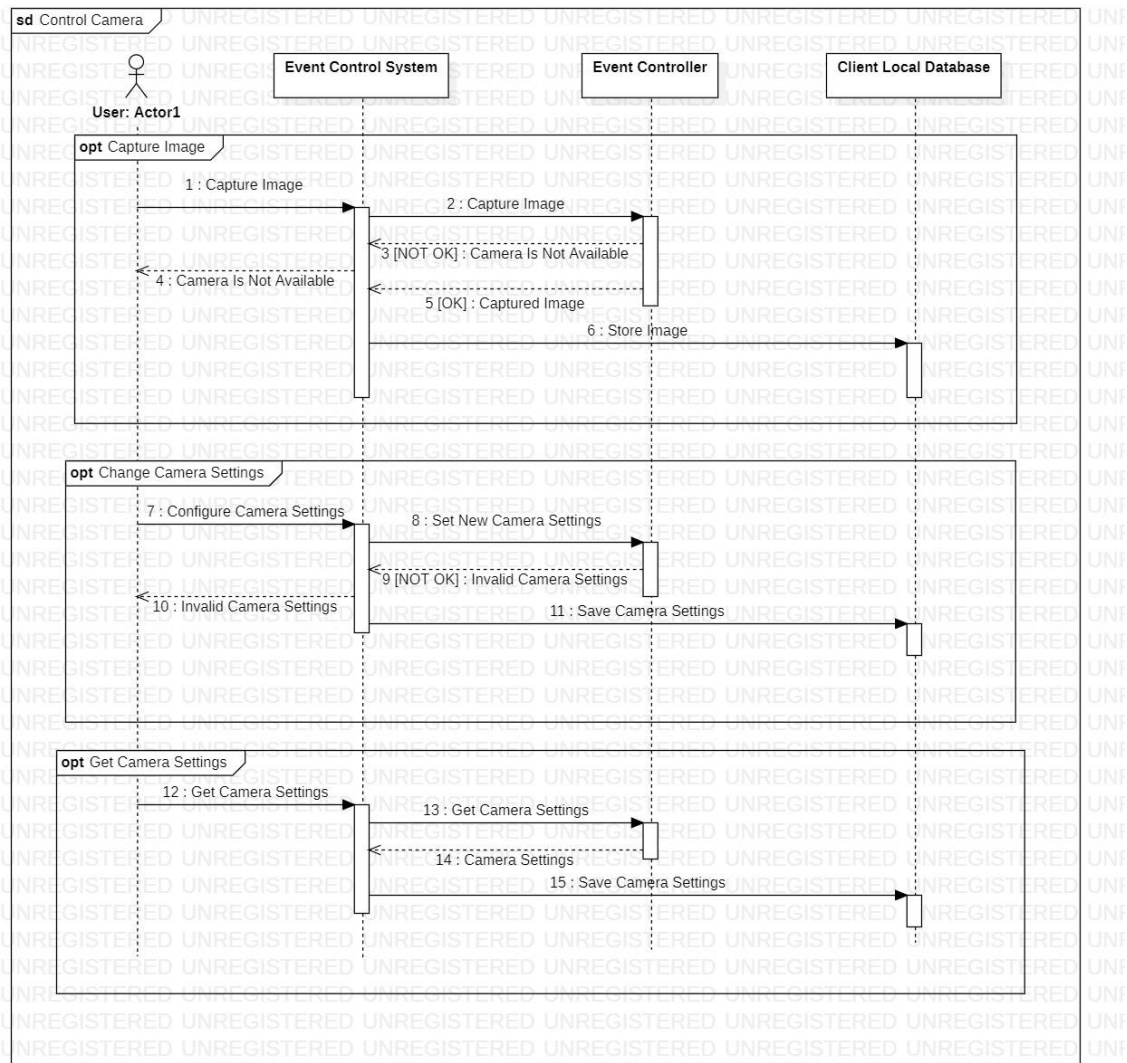 sd Control Camera
Event Control System
Event Controller
Client Local Database
User: Actor1
opt Capture Image
1 : Capture Image
2 : Capture Image
3 [NOT OK] : Camera Is Not Available
4 : Camera Is Not Available
5 [OK] : Captured Image
6 : Store Image
opt Change Camera Settings
7 : Configure Camera Settings
8 : Set New Camera Settings
9 [NOT OK] : Invalid Camera Settings
10 : Invalid Camera Settings
11 : Save Camera Settings
opt Get Camera Settings
12 : Get Camera Settings
13 : Get Camera Settings
14 : Camera Settings
15 : Save Camera Settings
UNREGISTERED